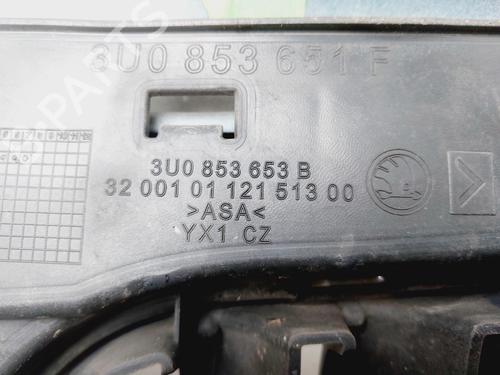 3U0 853 651 F
3U0 853 653 B
32 001 01 121 513 00
>ASA<
YX1 CZ